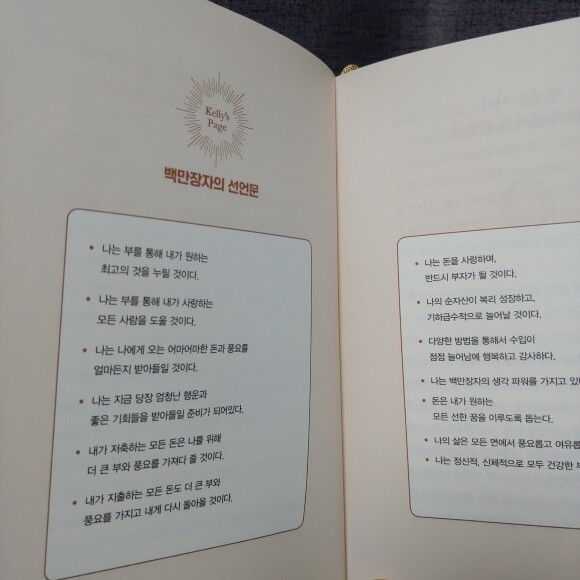 Kelly's
Page
백만장자의 선언문
• 나는 부를 통해 내가 원하는
최고의 것을 누릴 것이다.
• 나는 부를 통해 내가 사랑하는
모든 사람을 도울 것이다.
• 나는 나에게 오는 어마어마한 돈과 풍요를
얼마든지 받아들일 것이다.
• 나는 지금 당장 엄청난 행운과
좋은 기회들을 받아들일 준비가 되어있다.
• 내가 저축하는 모든 돈은 나를 위해
더 큰 부와 풍요를 가져다 줄 것이다.
• 내가 지출하는 모든 돈도 더 큰 부와
풍요를 가지고 내게 다시 돌아올 것이다.
• 나는 돈을 사랑하며,
반드시 부자가 될 것이다.
• 나의 순자산이 복리 성장하고,
기하급수적으로 늘어날 것이다.
• 다양한 방법을 통해서 수입이
점점 늘어남에 행복하고 감사하다.
• 나는 백만장자의 생각 파워를 가지고
• 돈은 내가 원하는
모든 선한 꿈을 이루도록 돕는다.
• 나의 삶은 모든 면에서 풍요롭고
• 나는 정신적, 신체적으로 모두 건강한